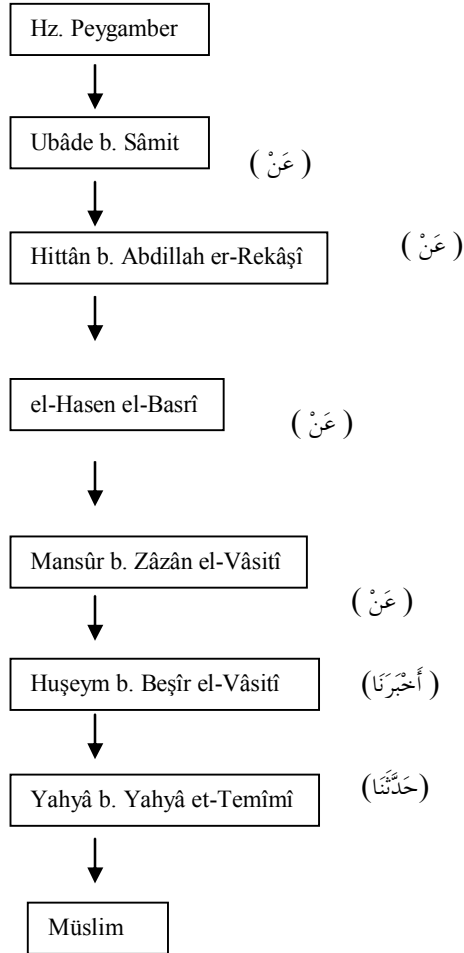 Hz. Peygamber
Ubâde b. Sâmit
( عَنْ )
Hittân b. Abdillah er-Rekâşî
( عَنْ )
el-Hasen el-Basrî
( عَنْ )
Mansûr b. Zâzân el-Vâsitî
( عَنْ )
Huşeym b. Beşîr el-Vâsitî
( أَخْبَرَنَا)
Yahyâ b. Yahyâ et-Temîmî
(حَدَّثَنَا)
Müslim